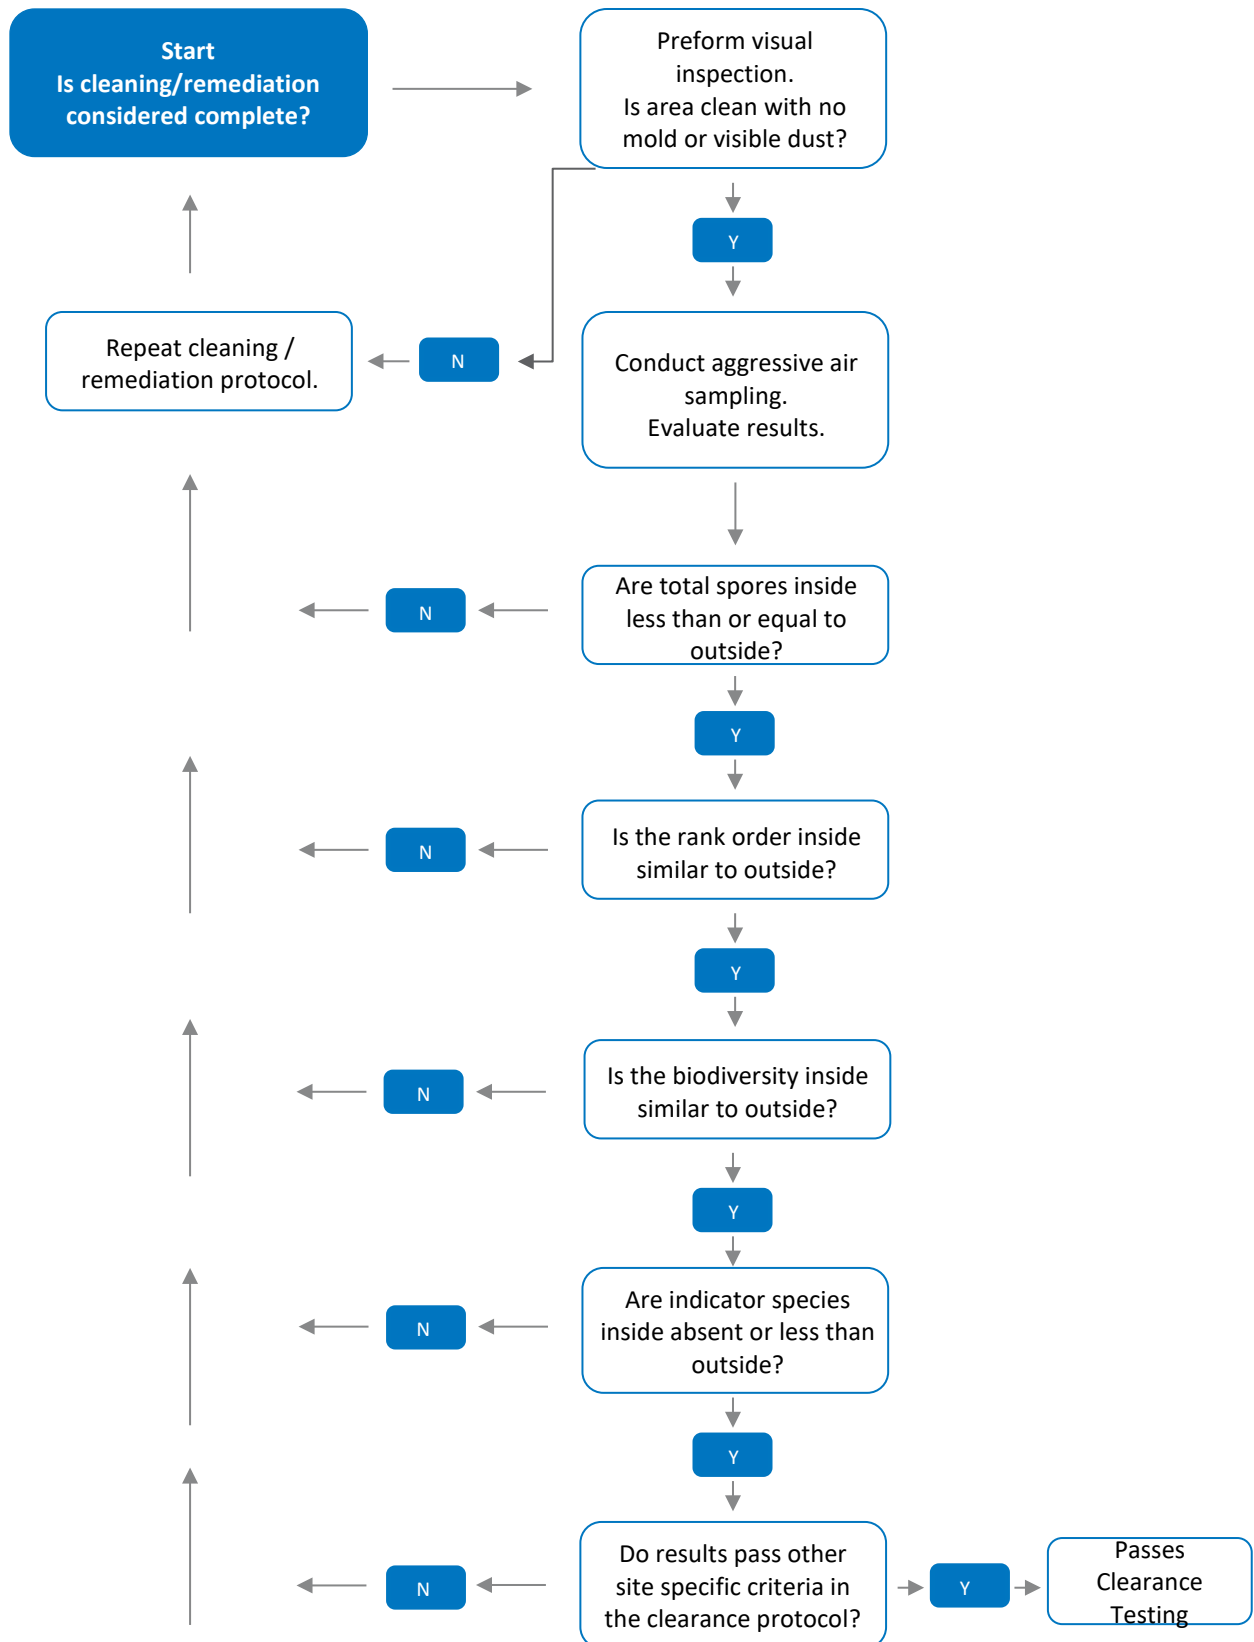 Start
Is cleaning/remediation
considered complete?
Preform visual
inspection.
Is area clean with no
mold or visible dust?
Y
Repeat cleaning /
remediation protocol.
N
Conduct aggressive air
sampling.
Evaluate results.
N
Are total spores inside
less than or equal to
outside?
Y
N
Is the rank order inside
similar to outside?
Y
N
Is the biodiversity inside
similar to outside?
Y
N
Are indicator species
inside absent or less than
outside?
Y
N
Do results pass other
site specific criteria in
the clearance protocol?
Y
Passes
Clearance
Testing